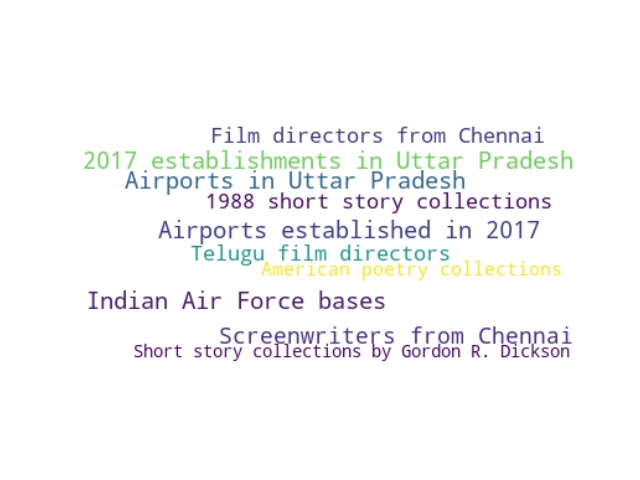 Film directors from Chennai
2017 establishments in Uttar Pradesh
Airports in Uttar Pradesh
1988 short story collections
Airports established in 2017
Telugu film directors
American poetry collections
Indian Air Force bases
Screenwriters from Chennai
Short story collections by Gordon R. Dickson